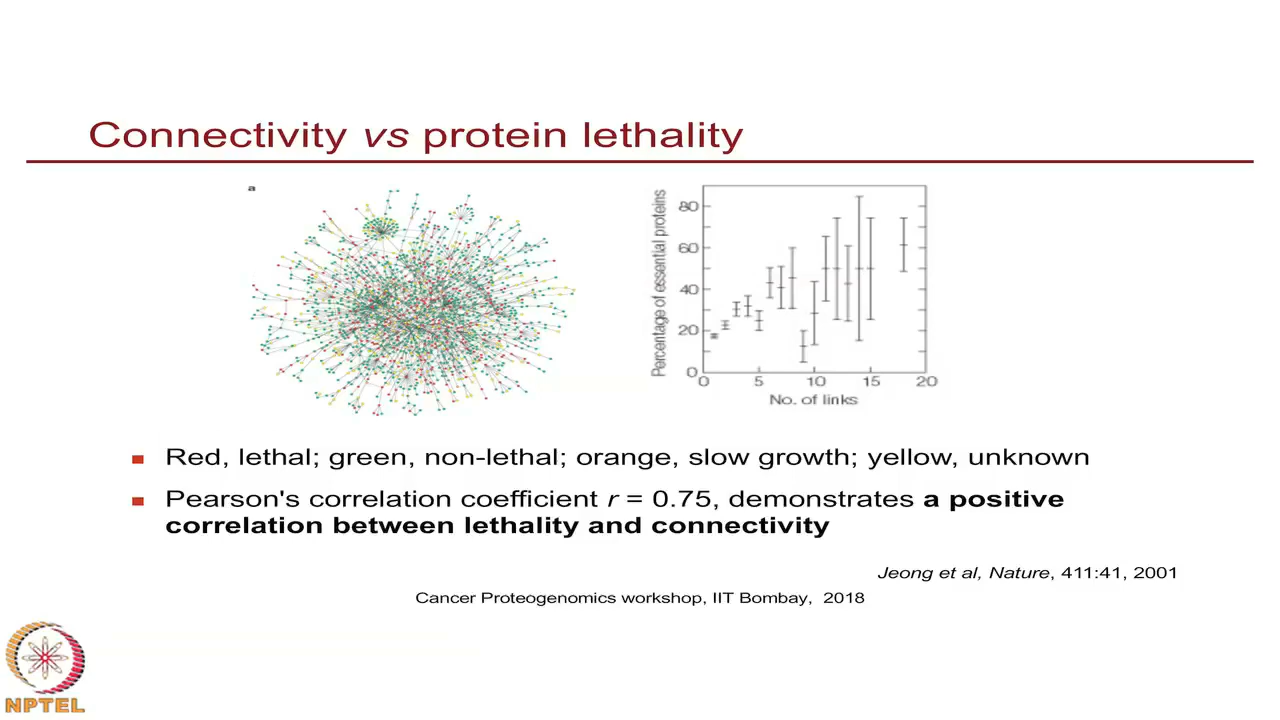 Connectivity vs protein lethality
a
Percentage of essential proteins
80
60
40
20
0
0 5 10 15 20
No. of links
Red, lethal; green, non-lethal; orange, slow growth; yellow, unknown
Pearson's correlation coefficient r = 0.75, demonstrates a positive
correlation between lethality and connectivity
Jeong et al, Nature, 411:41, 2001
Cancer Proteogenomics workshop, IIT Bombay, 2018
NPTEL